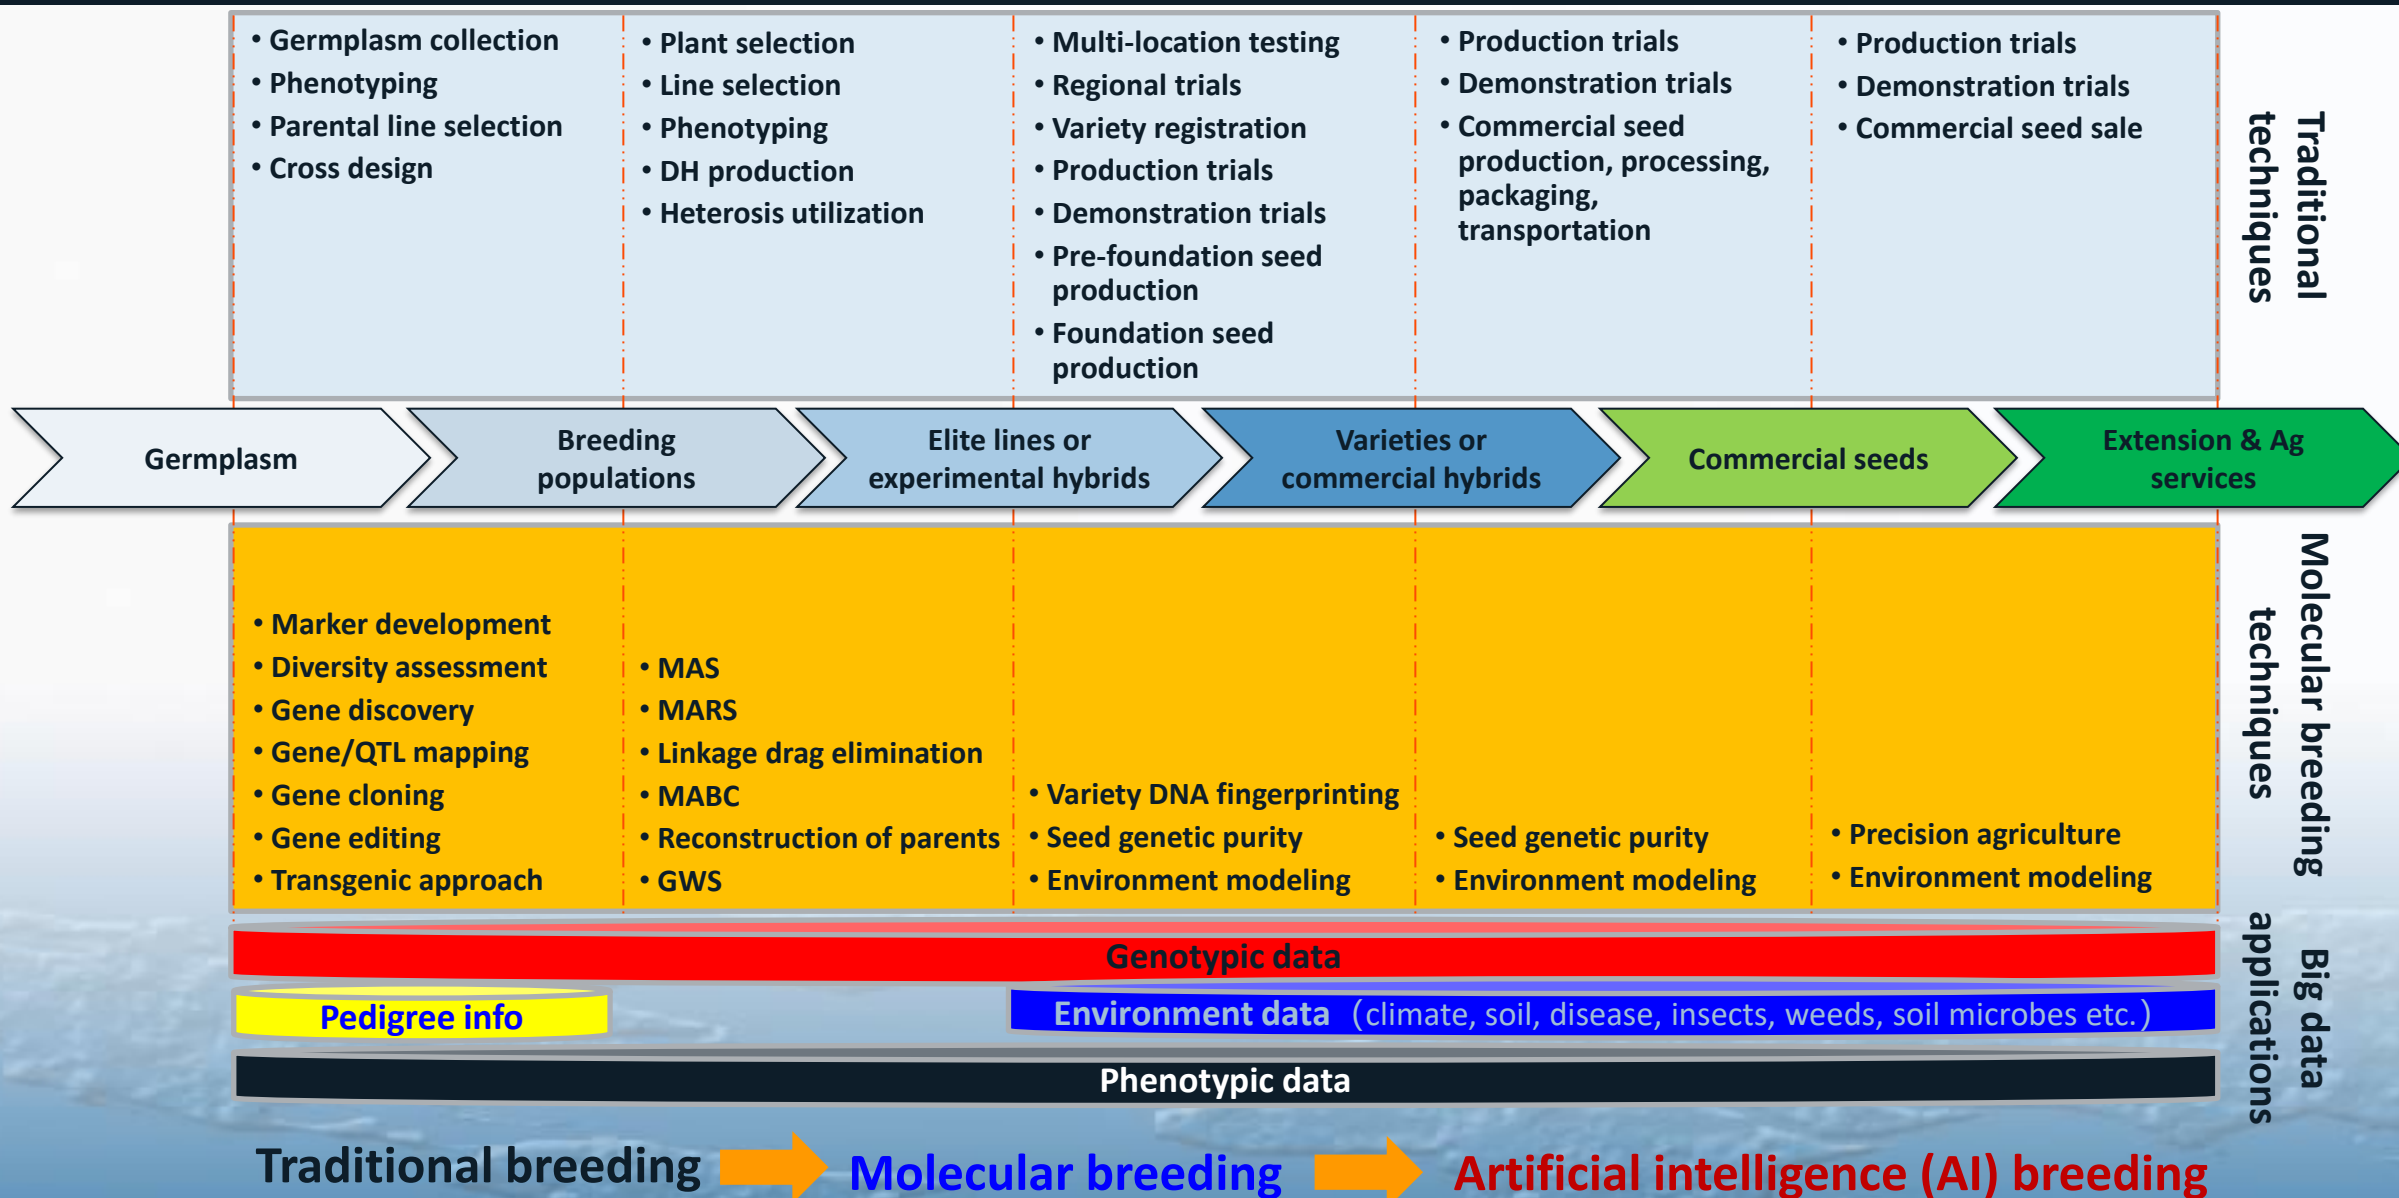 • Germplasm collection
• Phenotyping
• Parental line selection
• Cross design
• Plant selection
• Line selection
• Phenotyping
• DH production
• Heterosis utilization
• Multi-location testing
• Regional trials
• Variety registration
• Production trials
• Demonstration trials
• Pre-foundation seed
production
• Foundation seed
production
• Production trials
• Demonstration trials
• Commercial seed
production, processing,
packaging,
transportation
• Production trials
• Demonstration trials
• Commercial seed sale
Traditional
techniques
Germplasm
Breeding
populations
Elite lines or
experimental hybrids
Varieties or
commercial hybrids
Commercial seeds
Extension & Ag
services
• Marker development
• Diversity assessment
• Gene discovery
• Gene/QTL mapping
• Gene cloning
• Gene editing
• Transgenic approach
• MAS
• MARS
• Linkage drag elimination
• MABC
• Reconstruction of parents
• GWS
• Variety DNA fingerprinting
• Seed genetic purity
• Environment modeling
• Seed genetic purity
• Environment modeling
• Precision agriculture
• Environment modeling
Molecular breeding
techniques
Genotypic data
Pedigree info
Environment data (climate, soil, disease, insects, weeds, soil microbes etc.)
Phenotypic data
Big data
applications
Traditional breeding
Molecular breeding
Artificial intelligence (AI) breeding